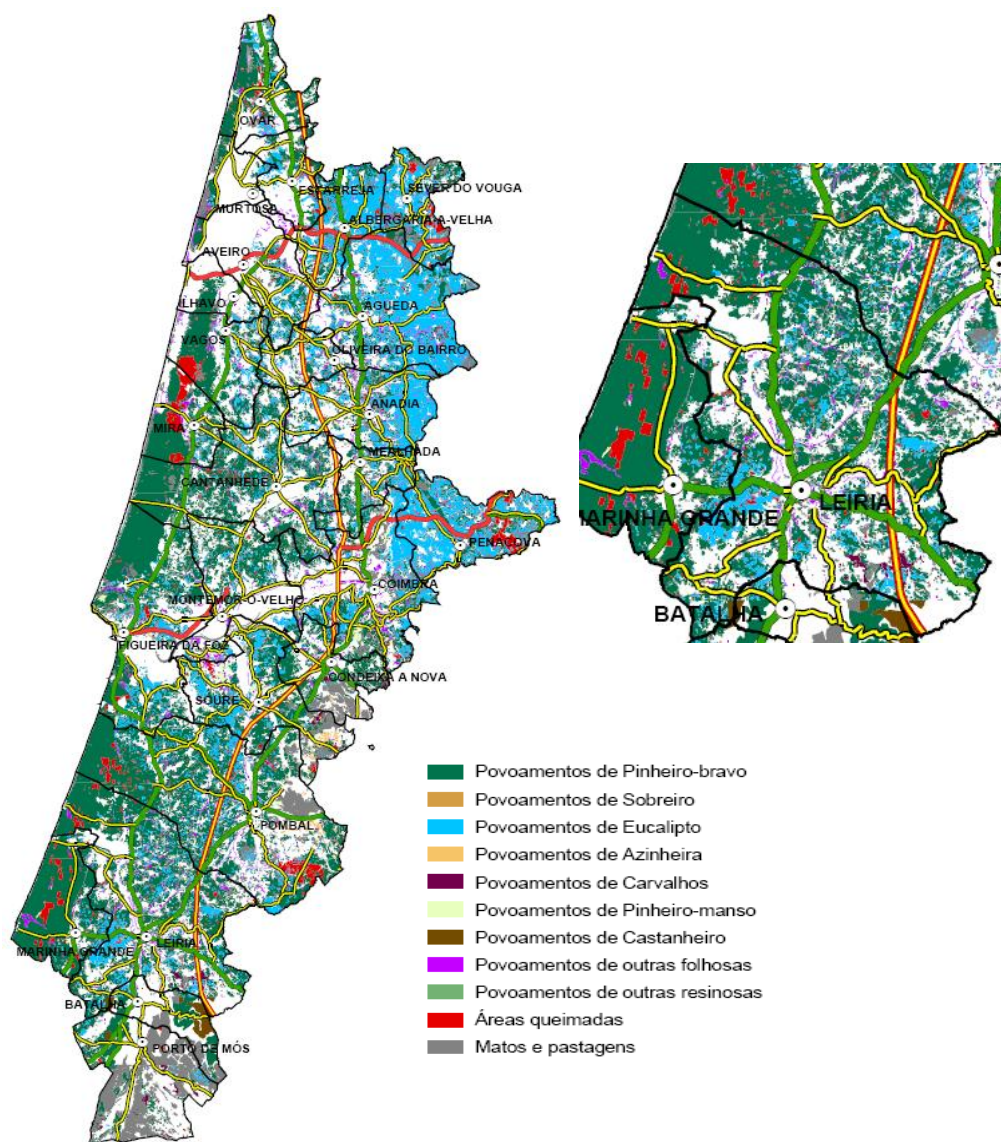 OVAR
ESTARREJA
SEVER DO VOUGA
MURTOSA
ALBERGARIA-A-VELHA
AVEIRO
ILHAVO
AGUEDA
VAGOS
OLIVEIRA DO BAIRRO
ANADIA
MIRA
MEALHADA
CANTANHEDE
PENACOVA
COIMBRA
MONTEMOR-O-VELHO
FIGUEIRA DA FOZ
CONDEIXA A NOVA
SOURE
POMBAL
MARINHA GRANDE
LEIRIA
BATALHA
PORTO DE MÓS
LEIRIA
MARINHA GRANDE
BATALHA
Povoamentos de Pinheiro-bravo
Povoamentos de Sobreiro
Povoamentos de Eucalipto
Povoamentos de Azinheira
Povoamentos de Carvalhos
Povoamentos de Pinheiro-manso
Povoamentos de Castanheiro
Povoamentos de outras folhosas
Povoamentos de outras resinosas
Áreas queimadas
Matos e pastagens